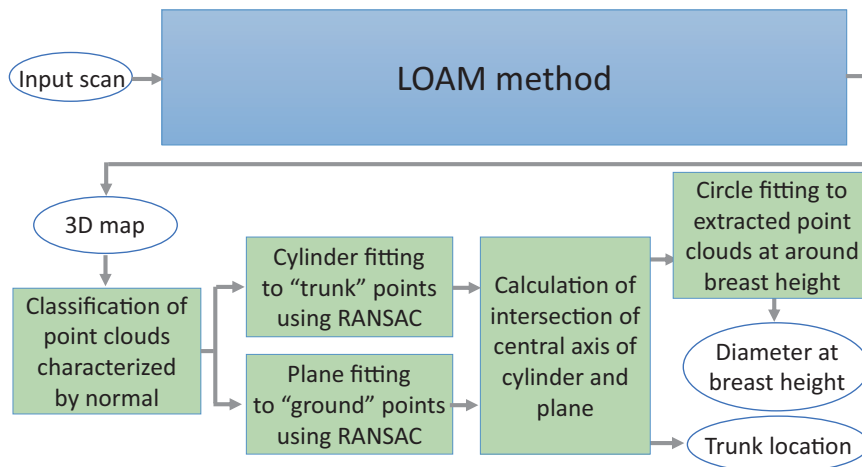 Input scan
LOAM method
3D map
Classification of
point clouds
characterized
by normal
Cylinder fitting
to “trunk” points
using RANSAC
Plane fitting
to “ground” points
using RANSAC
Calculation of
intersection of
central axis of
cylinder and
plane
Circle fitting to
extracted point
clouds at around
breast height
Diameter at
breast height
Trunk location